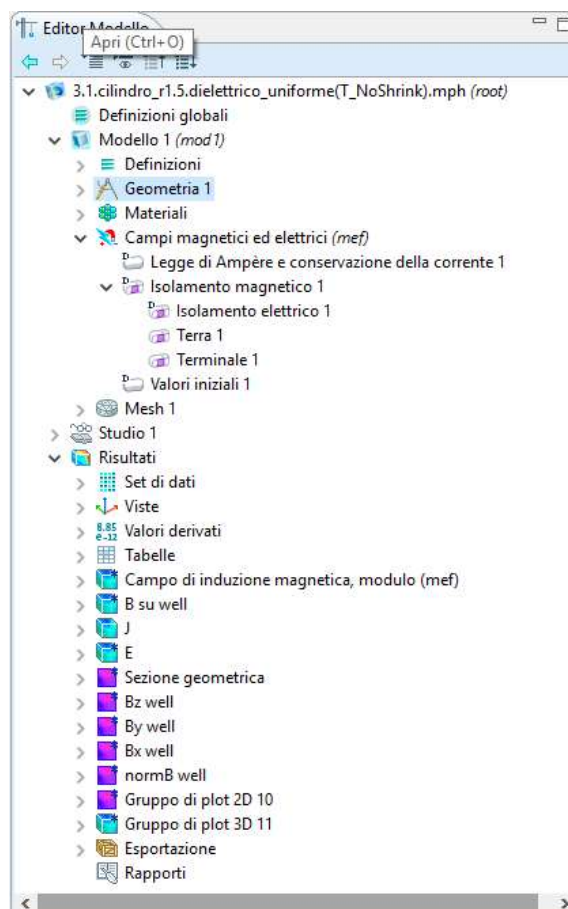 Editor Modello
Apri (Ctrl+O)
3.1.cilindro_r1.5.dielettrico_uniforme(T_NoShrink).mph (root)
Definizioni globali
Modello 1 (mod1)
Definizioni
Geometria 1
Materiali
Campi magnetici ed elettrici (mef)
Legge di Ampère e conservazione della corrente 1
Isolamento magnetico 1
Isolamento elettrico 1
Terra 1
Terminale 1
Valori iniziali 1
Mesh 1
Studio 1
Risultati
Set di dati
Viste
8.85
e-12
Valori derivati
Tabelle
Campo di induzione magnetica, modulo (mef)
B su well
J
E
Sezione geometrica
Bz well
By well
Bx well
normB well
Gruppo di plot 2D 10
Gruppo di plot 3D 11
Esportazione
Rapporti